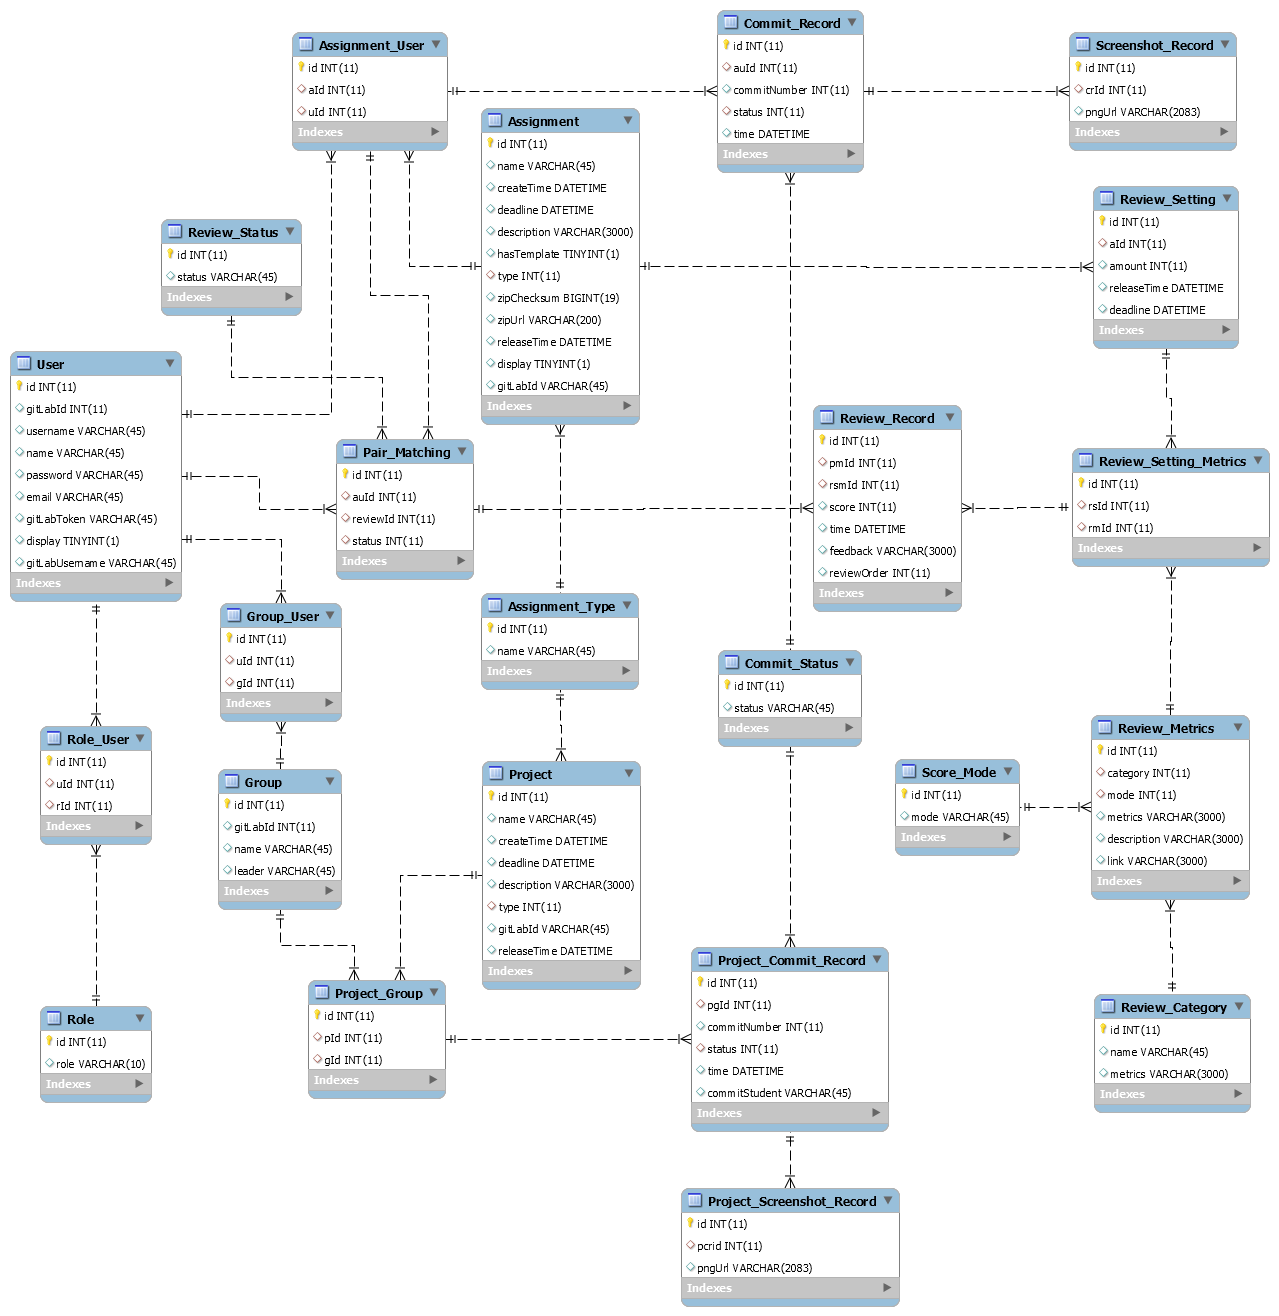 Assignment_User
id INT(11)
aId INT(11)
uId INT(11)
Indexes
Commit_Record
id INT(11)
auId INT(11)
commitNumber INT(11)
status INT(11)
time DATETIME
Indexes
Screenshot_Record
id INT(11)
crId INT(11)
pngUrl VARCHAR(2083)
Indexes
Assignment
id INT(11)
name VARCHAR(45)
createTime DATETIME
deadline DATETIME
description VARCHAR(3000)
hasTemplate TINYINT(1)
type INT(11)
zipChecksum BIGINT(19)
zipUrl VARCHAR(200)
releaseTime DATETIME
display TINYINT(1)
gitLabId VARCHAR(45)
Indexes
Review_Status
id INT(11)
status VARCHAR(45)
Indexes
Review_Setting
id INT(11)
aId INT(11)
amount INT(11)
releaseTime DATETIME
deadline DATETIME
Indexes
User
id INT(11)
gitLabId INT(11)
username VARCHAR(45)
name VARCHAR(45)
password VARCHAR(45)
email VARCHAR(45)
gitLabToken VARCHAR(45)
display TINYINT(1)
gitLabUsername VARCHAR(45)
Indexes
Pair_Matching
id INT(11)
auId INT(11)
reviewId INT(11)
status INT(11)
Indexes
Review_Record
id INT(11)
pmId INT(11)
rsmId INT(11)
score INT(11)
time DATETIME
feedback VARCHAR(3000)
reviewOrder INT(11)
Indexes
Review_Setting_Metrics
id INT(11)
rsId INT(11)
rmId INT(11)
Indexes
Group_User
id INT(11)
uId INT(11)
gId INT(11)
Indexes
Assignment_Type
id INT(11)
name VARCHAR(45)
Indexes
Commit_Status
id INT(11)
status VARCHAR(45)
Indexes
Role_User
id INT(11)
uId INT(11)
rId INT(11)
Indexes
Group
id INT(11)
gitLabId INT(11)
name VARCHAR(45)
leader VARCHAR(45)
Indexes
Project
id INT(11)
name VARCHAR(45)
createTime DATETIME
deadline DATETIME
description VARCHAR(3000)
type INT(11)
gitLabId VARCHAR(45)
releaseTime DATETIME
Indexes
Score_Mode
id INT(11)
mode VARCHAR(45)
Indexes
Review_Metrics
id INT(11)
category INT(11)
mode INT(11)
metrics VARCHAR(3000)
description VARCHAR(3000)
link VARCHAR(3000)
Indexes
Role
id INT(11)
role VARCHAR(10)
Indexes
Project_Group
id INT(11)
pId INT(11)
gId INT(11)
Indexes
Project_Commit_Record
id INT(11)
pgId INT(11)
commitNumber INT(11)
status INT(11)
time DATETIME
commitStudent VARCHAR(45)
Indexes
Review_Category
id INT(11)
name VARCHAR(45)
metrics VARCHAR(3000)
Indexes
Project_Screenshot_Record
id INT(11)
pcrid INT(11)
pngUrl VARCHAR(2083)
Indexes